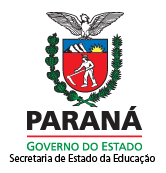 PARANÁ
GOVERNO DO ESTADO
Secretaria de Estado da Educação